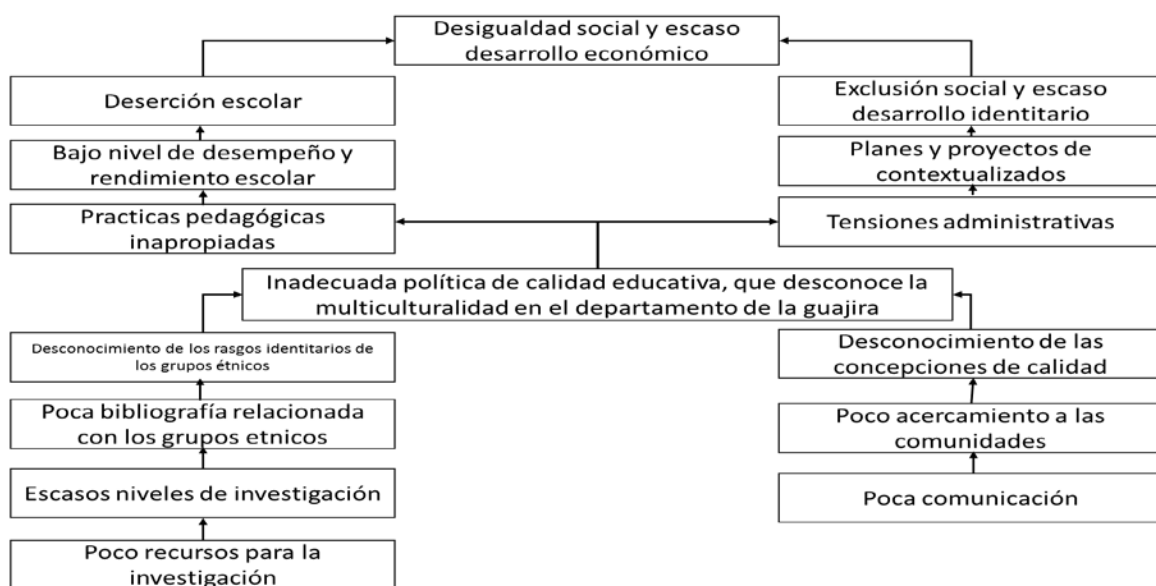 Desigualdad social y escaso
desarrollo económico
Deserción escolar
Exclusión social y escaso
desarrollo identitario
Bajo nivel de desempeño y
rendimiento escolar
Planes y proyectos de
contextualizados
Practicas pedagógicas
inapropiadas
Tensiones administrativas
Inadecuada política de calidad educativa, que desconoce la
multiculturalidad en el departamento de la guajira
Desconocimiento de los rasgos identitarios de
los grupos étnicos
Desconocimiento de las
concepciones de calidad
Poca bibliografía relacionada
con los grupos etnicos
Poco acercamiento a las
comunidades
Escasos niveles de investigación
Poca comunicación
Poco recursos para la
investigación